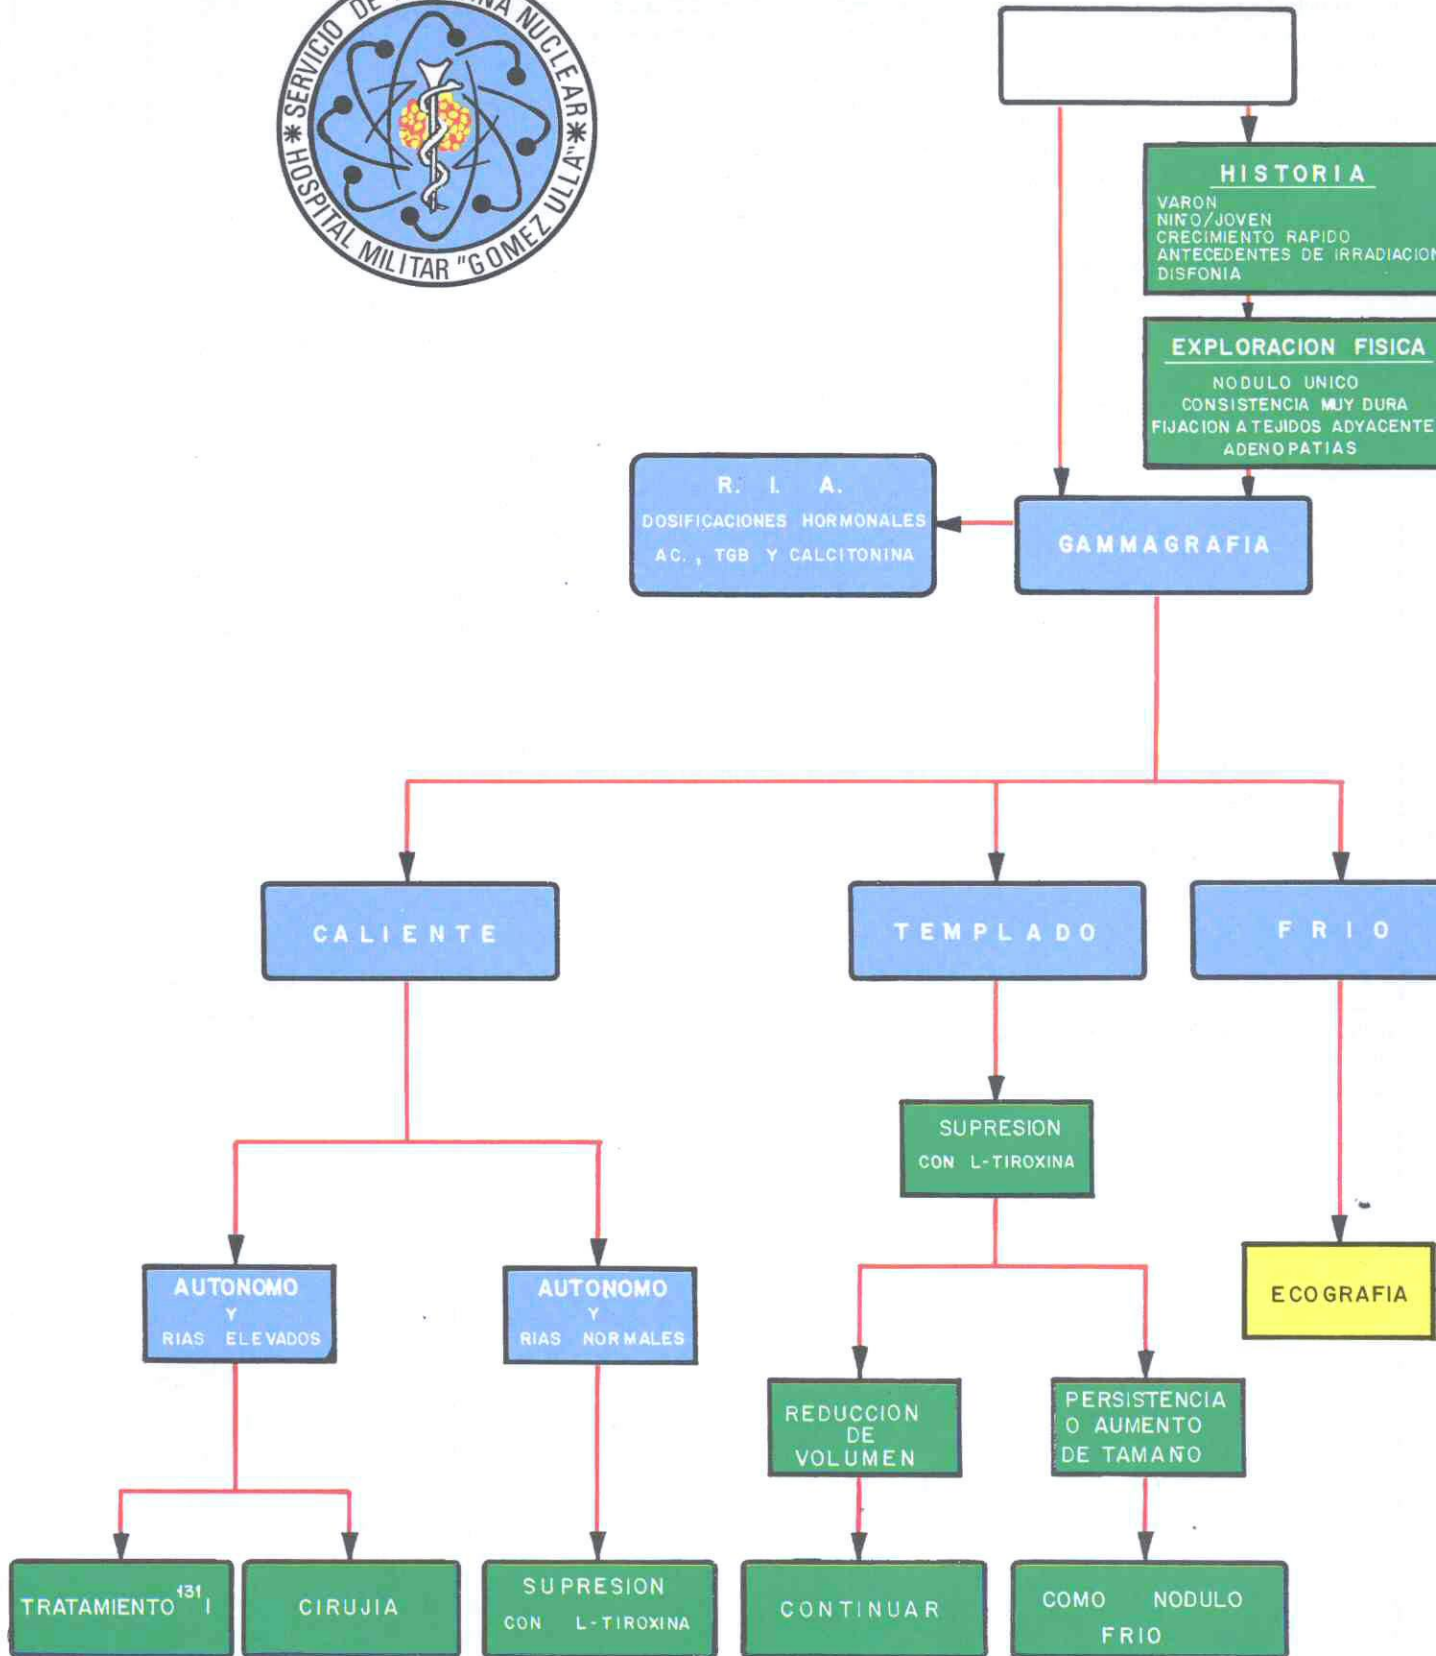 SERVICIO DE NUCLEAR
HOSPITAL MILITAR "GOMEZ ULLA"
HISTORIA
VARON
NIÑO/JOVEN
CRECIMIENTO RAPIDO
ANTECEDENTES DE IRRADIACION
DISFONIA
EXPLORACION FISICA
NODULO UNICO
CONSISTENCIA MUY DURA
FIJACION A TEJIDOS ADYACENTE
ADENOPATIAS
R. I. A.
DOSIFICACIONES HORMONALES
AC., TGB Y CALCITONINA
GAMMAGRAFIA
CALIENTE
TEMPLADO
FRIO
SUPRESION
CON L-TIROXINA
AUTONOMO
Y
RIAS ELEVADOS
AUTONOMO
Y
RIAS NORMALES
ECOGRAFIA
REDUCCION
DE
VOLUMEN
PERSISTENCIA
O AUMENTO
DE TAMAÑO
TRATAMIENTO ¹³¹I
CIRUJIA
SUPRESION
CON L-TIROXINA
CONTINUAR
COMO NODULO
FRIO